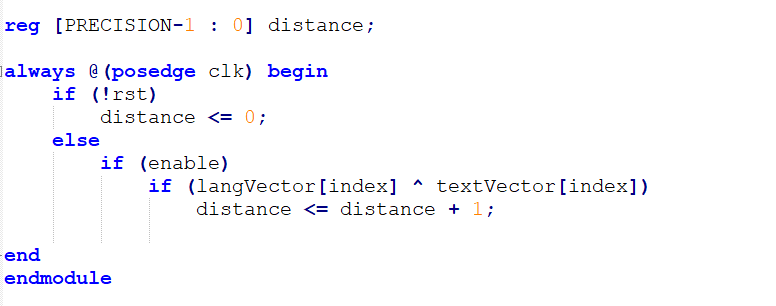 reg [PRECISION-1 : 0] distance;
always @(posedge clk) begin
if (!rst)
distance <= 0;
else
if (enable)
if (langVector[index] ^ textVector[index])
distance <= distance + 1;
end
endmodule